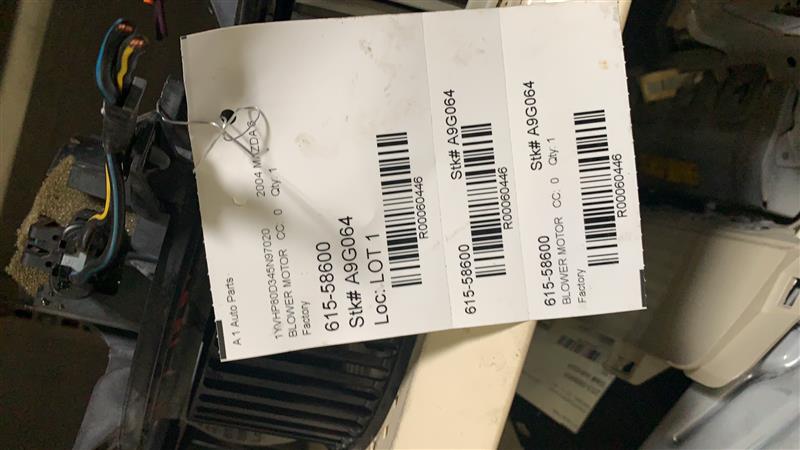 A 1 Auto Parts
1YVHP80D345N97020 2004 MAZDA 6
BLOWER MOTOR CC: 0 Qty: 1
Factory
615-58600
Stk# A9G064
Loc: LOT 1
R00060446
615-58600 Stk# A9G064
R00060446
Stk# A9G064
615-58600
BLOWER MOTOR CC: 0 Qty: 1
Factory
R00060446